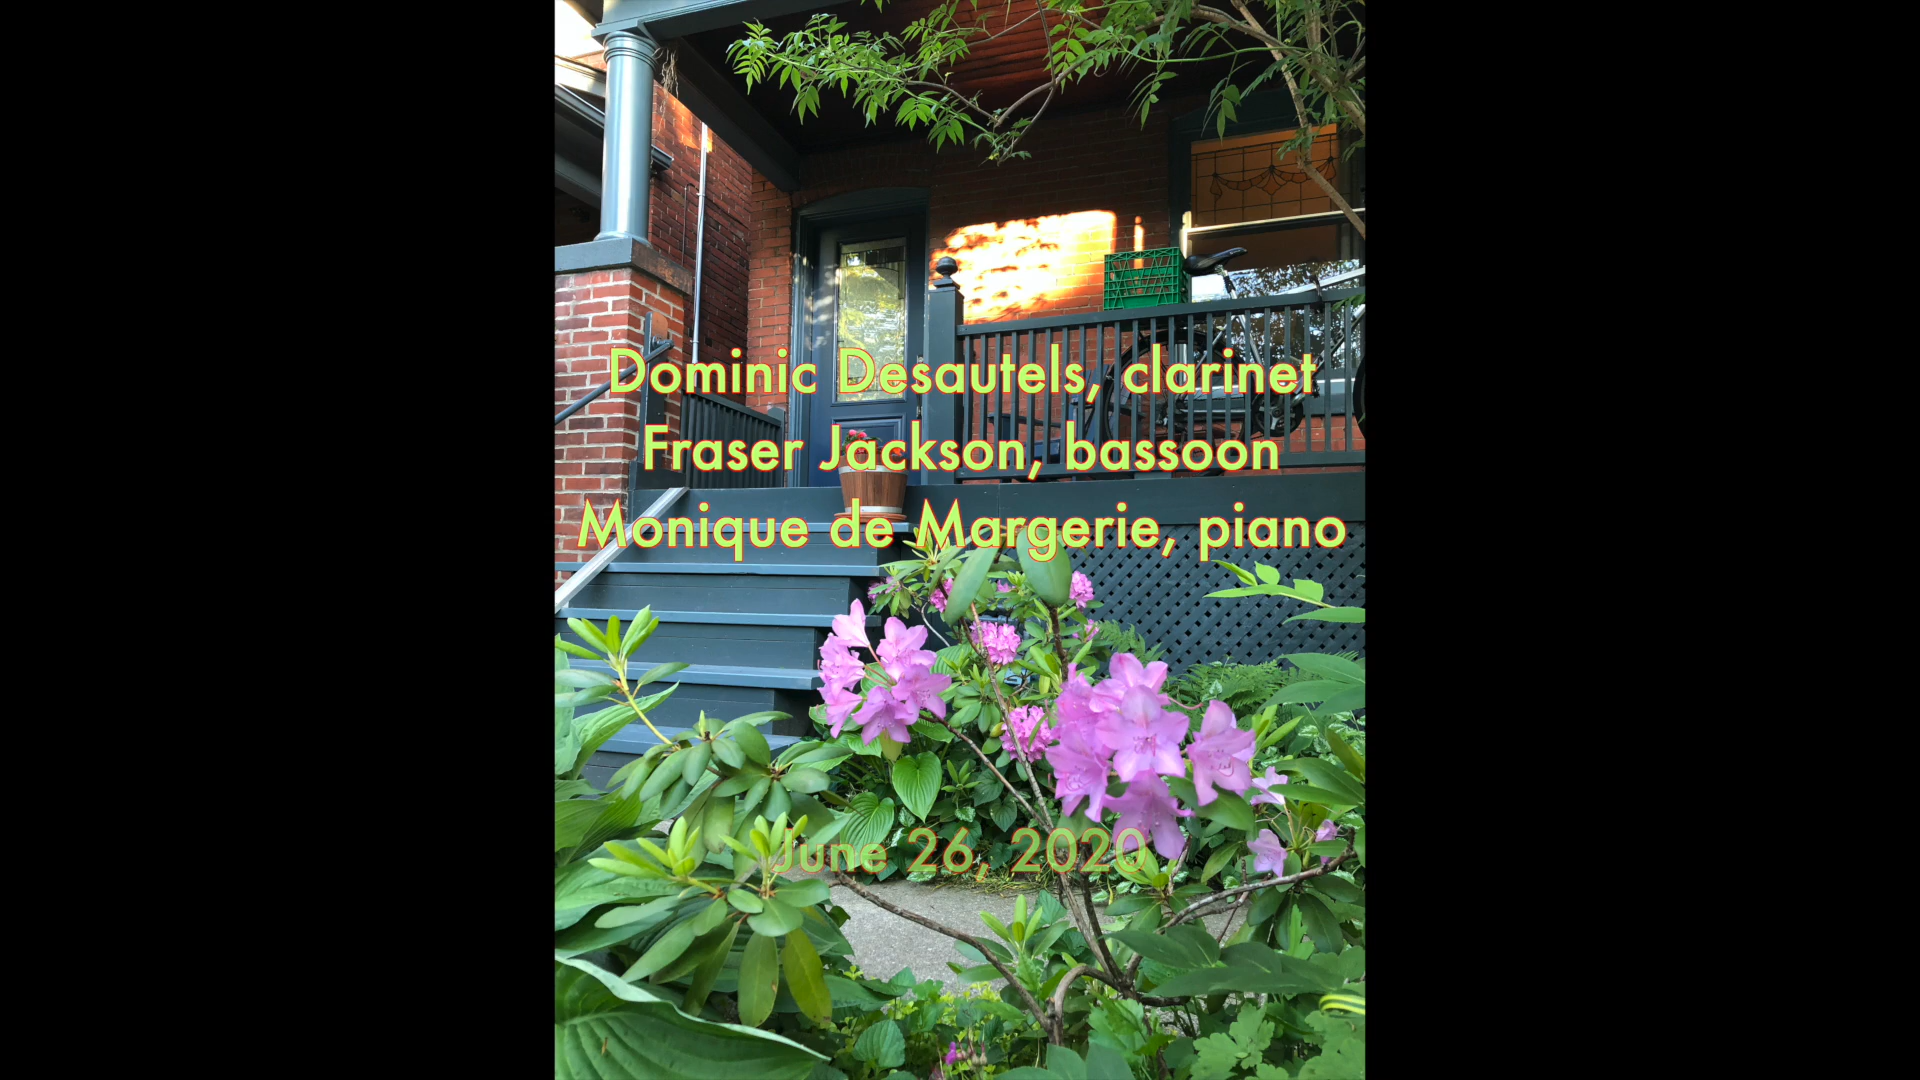 Dominic Desautels, clarinet
Fraser Jackson, bassoon
Monique de Margerie, piano
June 26, 2020